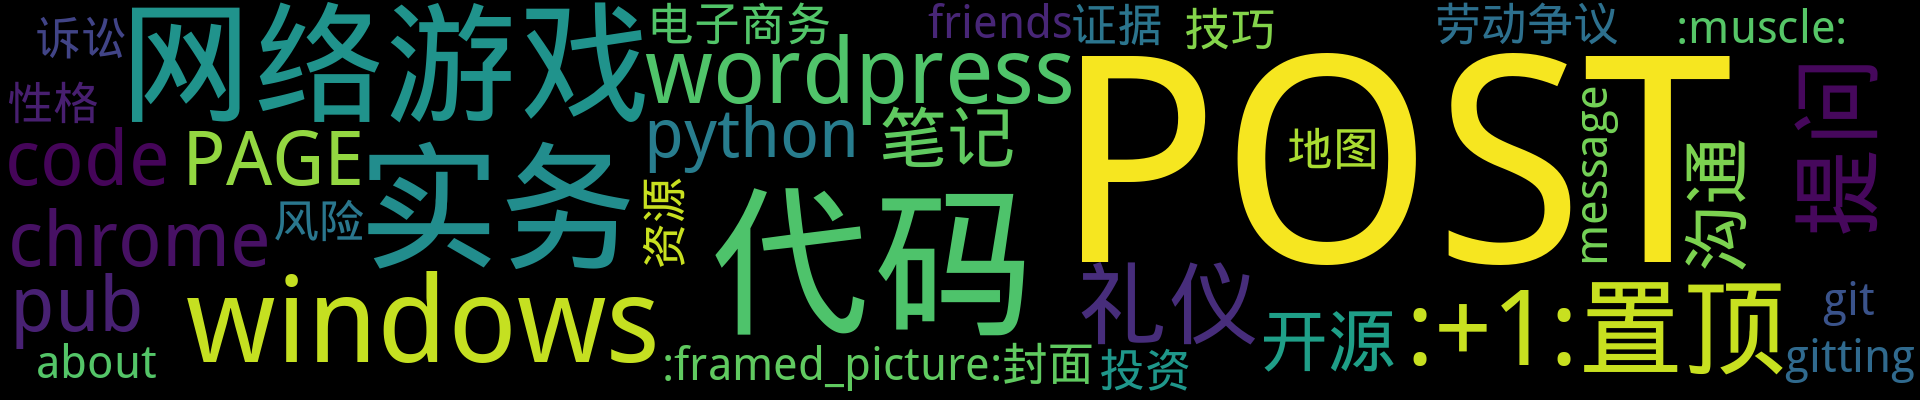 诉讼
网络游戏
电子商务
friends
证据
技巧
劳动争议
:muscle:
wordpress
POST
性格
code
PAGE
实务
python
笔记
地图
message
沟通
提问
chrome
风险
资源
代码
pub
windows
礼仪
开源
:+1:置顶
git
about
:framed_picture:封面
投资
gitting